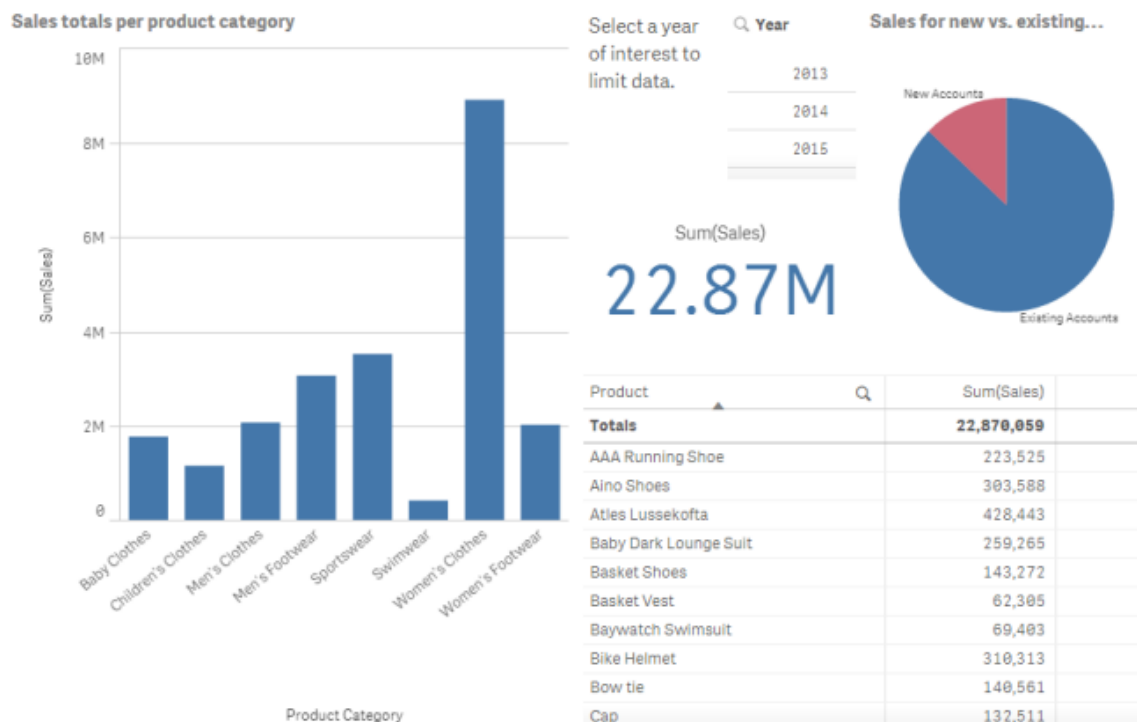 Sales totals per product category
10M
8M
6M
4M
2M
0
Sum(Sales)
Baby Clothes
Children's Clothes
Men's Clothes
Men's Footwear
Sportswear
Swimwear
Women's Clothes
Women's Footwear
Product Category
Select a year
of interest to
limit data.
Year
2013
2014
2015
Sum(Sales)
22.87M
Sales for new vs. existing...
New Accounts
Existing Accounts
Product Sum(Sales)
Totals 22,870,059
AAA Running Shoe 223,525
Aino Shoes 303,588
Atles Lussekofta 428,443
Baby Dark Lounge Suit 259,265
Basket Shoes 143,272
Basket Vest 62,305
Baywatch Swimsuit 69,403
Bike Helmet 310,313
Bow tie 140,561
Cap 132,511